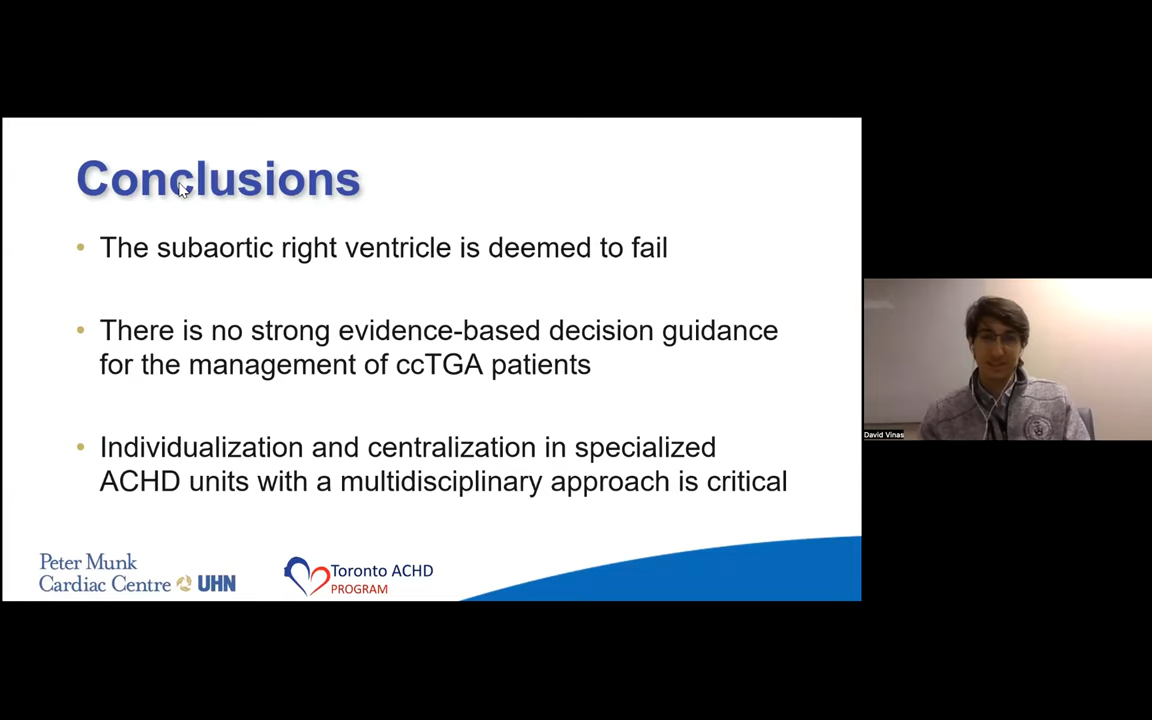 Conclusions
• The subaortic right ventricle is deemed to fail
• There is no strong evidence-based decision guidance
for the management of ccTGA patients
• Individualization and centralization in specialized
ACHD units with a multidisciplinary approach is critical
Peter Munk
Cardiac Centre UHN
Toronto ACHD
PROGRAM
David Vinas